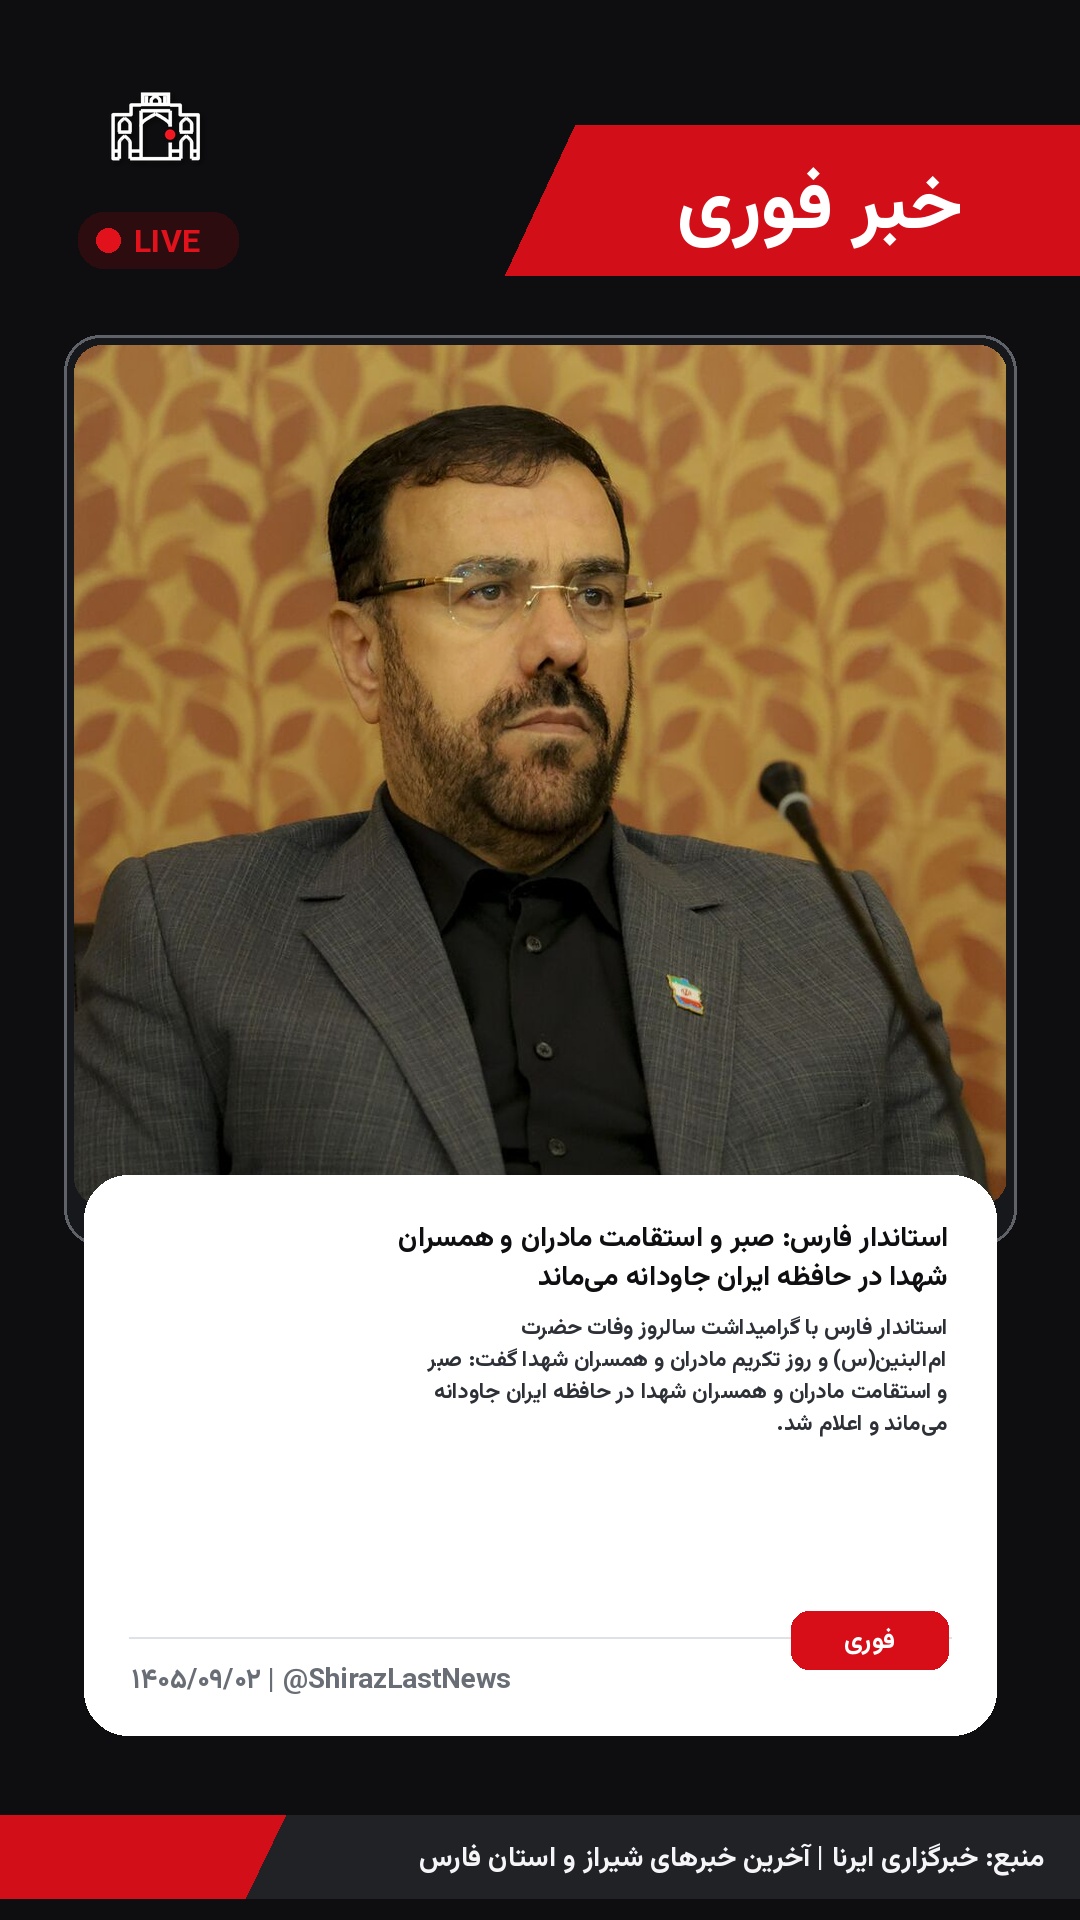 خبر فوری
LIVE
استاندار فارس: صبر و استقامت مادران و همسران
شهدا در حافظه ایران جاودانه می‌ماند
استاندار فارس با گرامیداشت سالروز وفات حضرت
ام‌البنین(س) و روز تکریم مادران و همسران شهدا گفت: صبر
و استقامت مادران و همسران شهدا در حافظه ایران جاودانه
می‌ماند و اعلام شد.
فوری
۱۴۰۵/۰۹/۰۲ | @ShirazLastNews
منبع: خبرگزاری ایرنا | آخرین خبرهای شیراز و استان فارس